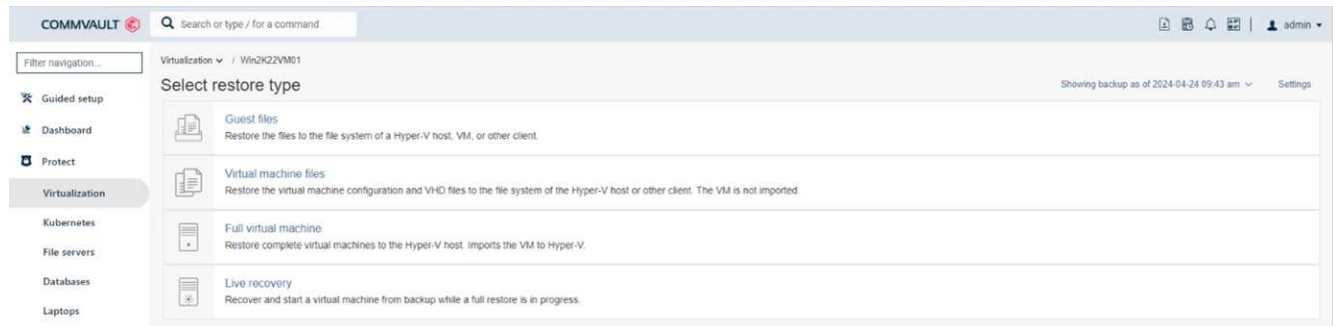 COMMVAULT
Search or type / for a command
admin
Filter navigation...
Virtualization / Win2K22VM01
Select restore type
Showing backup as of 2024-04-24 09:43 am
Settings
Guided setup
Dashboard
Protect
Virtualization
Kubernetes
File servers
Databases
Laptops
Guest files
Restore the files to the file system of a Hyper-V host, VM, or other client.
Virtual machine files
Restore the virtual machine configuration and VHD files to the file system of the Hyper-V host or other client. The VM is not imported.
Full virtual machine
Restore complete virtual machines to the Hyper-V host. Imports the VM to Hyper-V.
Live recovery
Recover and start a virtual machine from backup while a full restore is in progress.